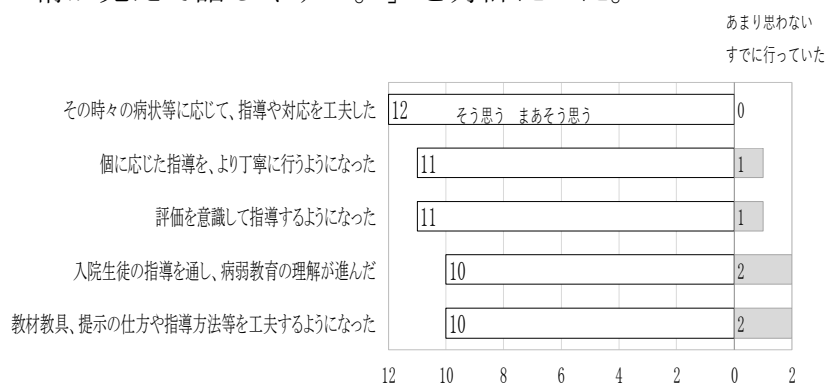 あまり思わない
すでに行っていた
その時々の病状等に応じて、指導や対応を工夫した 12 そう思う まあそう思う 0
個に応じた指導を、より丁寧に行うようになった 11 1
評価を意識して指導するようになった 11 1
入院生徒の指導を通し、病弱教育の理解が進んだ 10 2
教材教具、提示の仕方や指導方法等を工夫するようになった 10 2
12 10 8 6 4 2 0 2